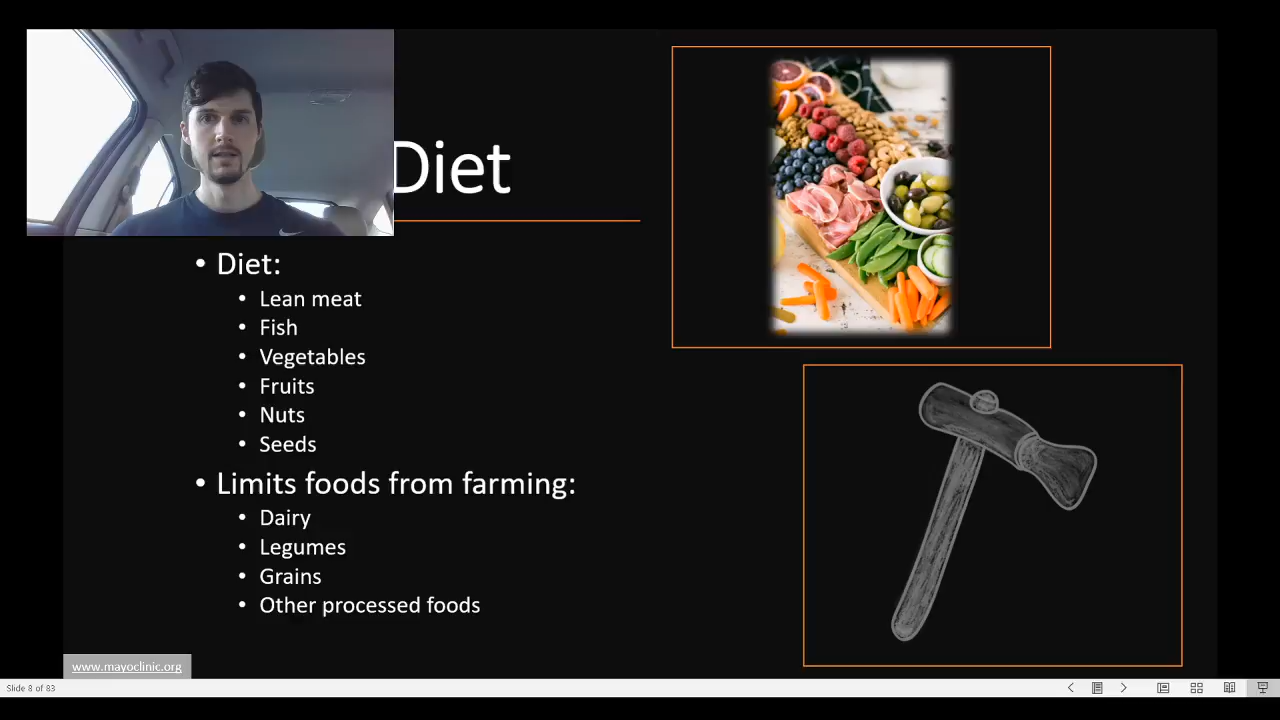 Diet
• Diet:
• Lean meat
• Fish
• Vegetables
• Fruits
• Nuts
• Seeds
• Limits foods from farming:
• Dairy
• Legumes
• Grains
• Other processed foods
www.mayoclinic.org
Slide 8 of 83